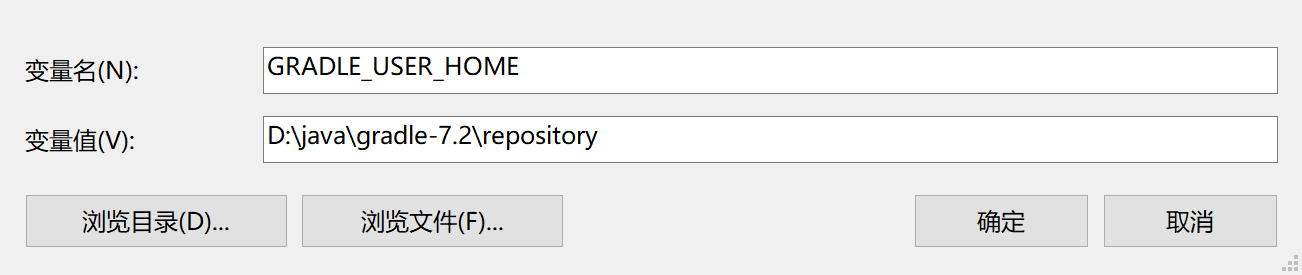 变量名(N):
GRADLE_USER_HOME
变量值(V):
D:\java\gradle-7.2\repository
浏览目录(D)...
浏览文件(F)...
确定
取消